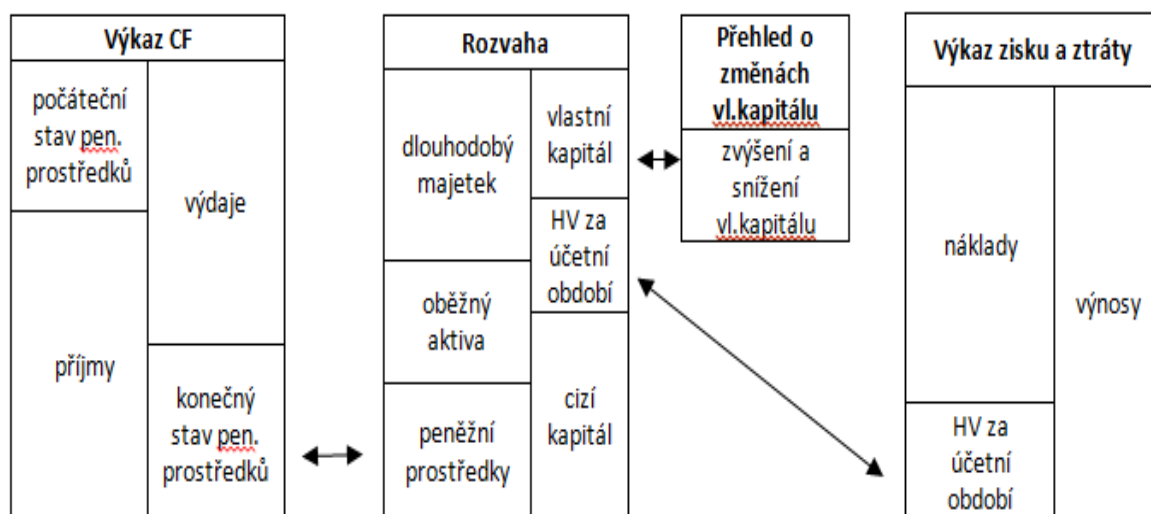 Výkaz CF
počáteční
stav pen.
prostředků
příjmy
výdaje
konečný
stav pen.
prostředků
Rozvaha
dlouhodobý
majetek
oběžný
aktiva
peněžní
prostředky
vlastní
kapitál
HV za
účetní
období
cizí
kapitál
Přehled o
změnách
vl.kapitálu
zvýšení a
snížení
vl.kapitálu
Výkaz zisku a ztráty
náklady
HV za
účetní
období
výnosy